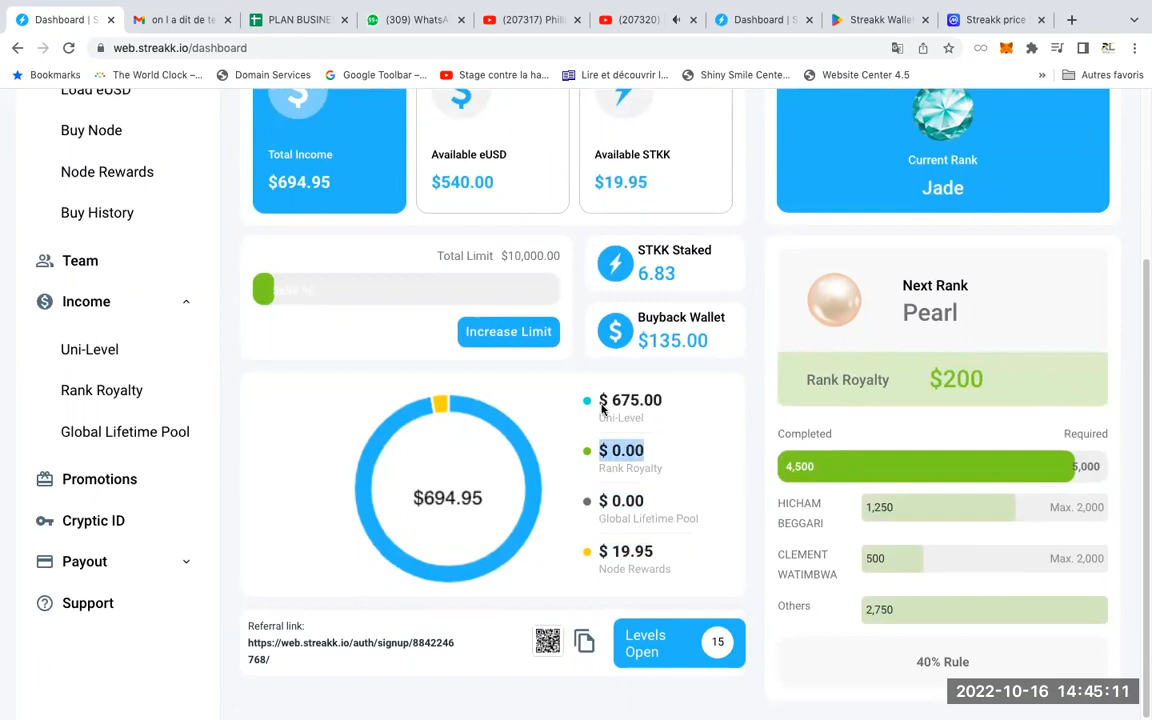 Dashboard | S
on l a dit de te
PLAN BUSINE
(309) WhatsA
(207317) Phili
(207320)
Dashboard | S
Streakk Wallet
Streakk price
web.streakk.io/dashboard
Bookmarks
The World Clock –...
Domain Services
Google Toolbar –...
Stage contre la ha...
Lire et découvrir l...
Shiny Smile Cente...
Website Center 4.5
»
Autres favoris
Load eUSD
Buy Node
Node Rewards
Buy History
Team
Income
Uni-Level
Rank Royalty
Global Lifetime Pool
Promotions
Cryptic ID
Payout
Support
Total Income
$694.95
Available eUSD
$540.00
Available STKK
$19.95
Current Rank
Jade
Total Limit $10,000.00
$694.95
Increase Limit
STKK Staked
6.83
Buyback Wallet
$135.00
$694.95
$ 675.00
Uni-Level
$ 0.00
Rank Royalty
$ 0.00
Global Lifetime Pool
$ 19.95
Node Rewards
Referral link:
https://web.streakk.io/auth/signup/8842246
768/
Levels
Open
15
Next Rank
Pearl
Rank Royalty $200
Completed Required
4,500 5,000
HICHAM
BEGGARI
1,250 Max. 2,000
CLEMENT
WATIMBWA
500 Max. 2,000
Others
2,750
40% Rule
2022-10-16 14:45:11